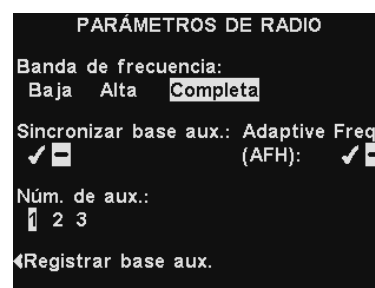 PARÁMETROS DE RADIO
Banda de frecuencia:
Baja Alta Completa
Sincronizar base aux.: Adaptive Freq
(AFH):
Núm. de aux.:
1 2 3
Registrar base aux.